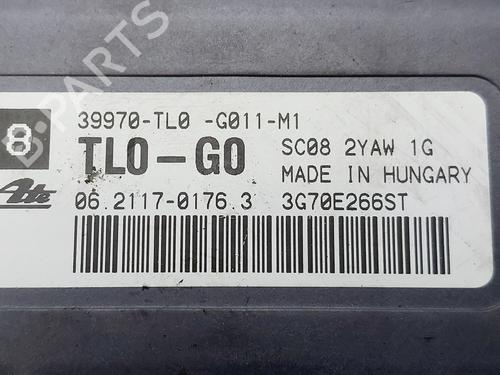 8
39970-TL0 -G011-M1
TL0-G0
SC08 2YAW 1G
MADE IN HUNGARY
Ate
06.2117-0176.3
3G70E266ST
B-PARTS